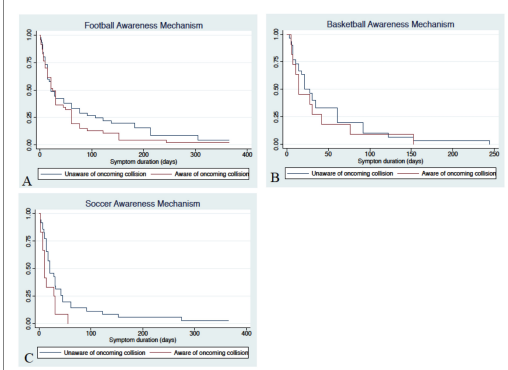 Football Awareness Mechanism
1.00
0.75
0.50
0.25
0.00
0 100 200 300 400
Symptom duration (days)
Unaware of oncoming collision Aware of oncoming collision
A
Basketball Awareness Mechanism
1.00
0.75
0.50
0.25
0.00
0 50 100 150 200 250
Symptom duration (days)
Unaware of oncoming collision Aware of oncoming collision
B
Soccer Awareness Mechanism
1.00
0.75
0.50
0.25
0.00
0 100 200 300 400
Symptom duration (days)
Unaware of oncoming collision Aware of oncoming collision
C